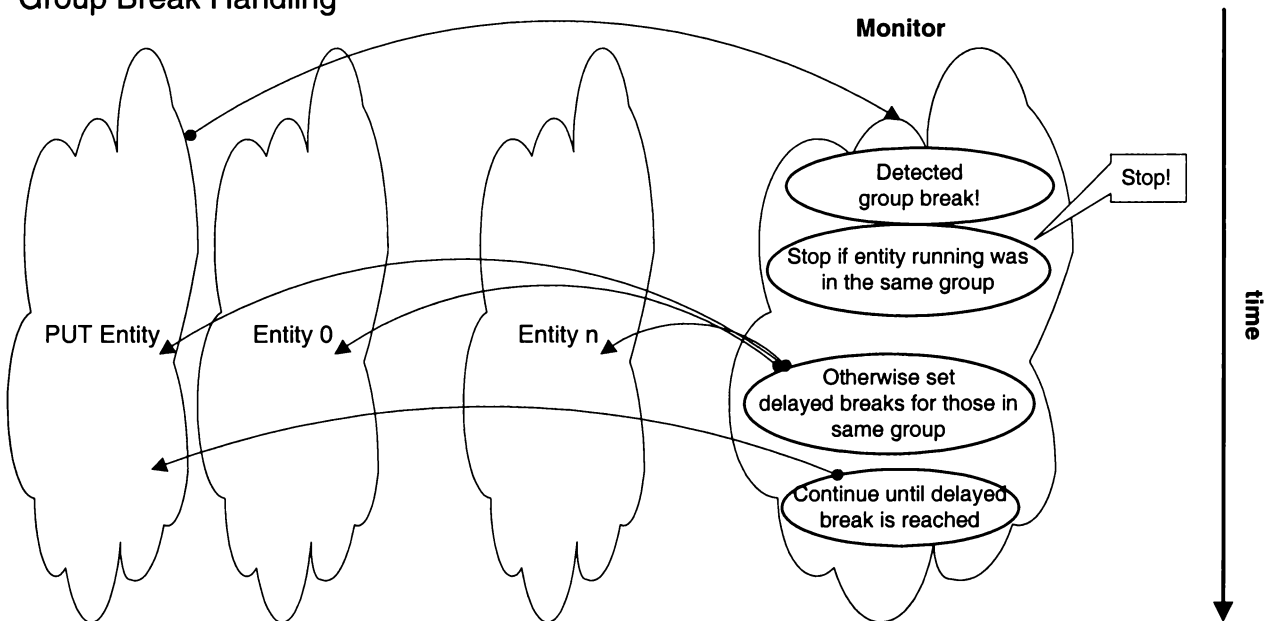 Group Break Handling
Monitor
Detected
group break!
Stop!
Stop if entity running was
in the same group
time
PUT Entity
Entity 0
Entity n
Otherwise set
delayed breaks for those in
same group
Continue until delayed
break is reached